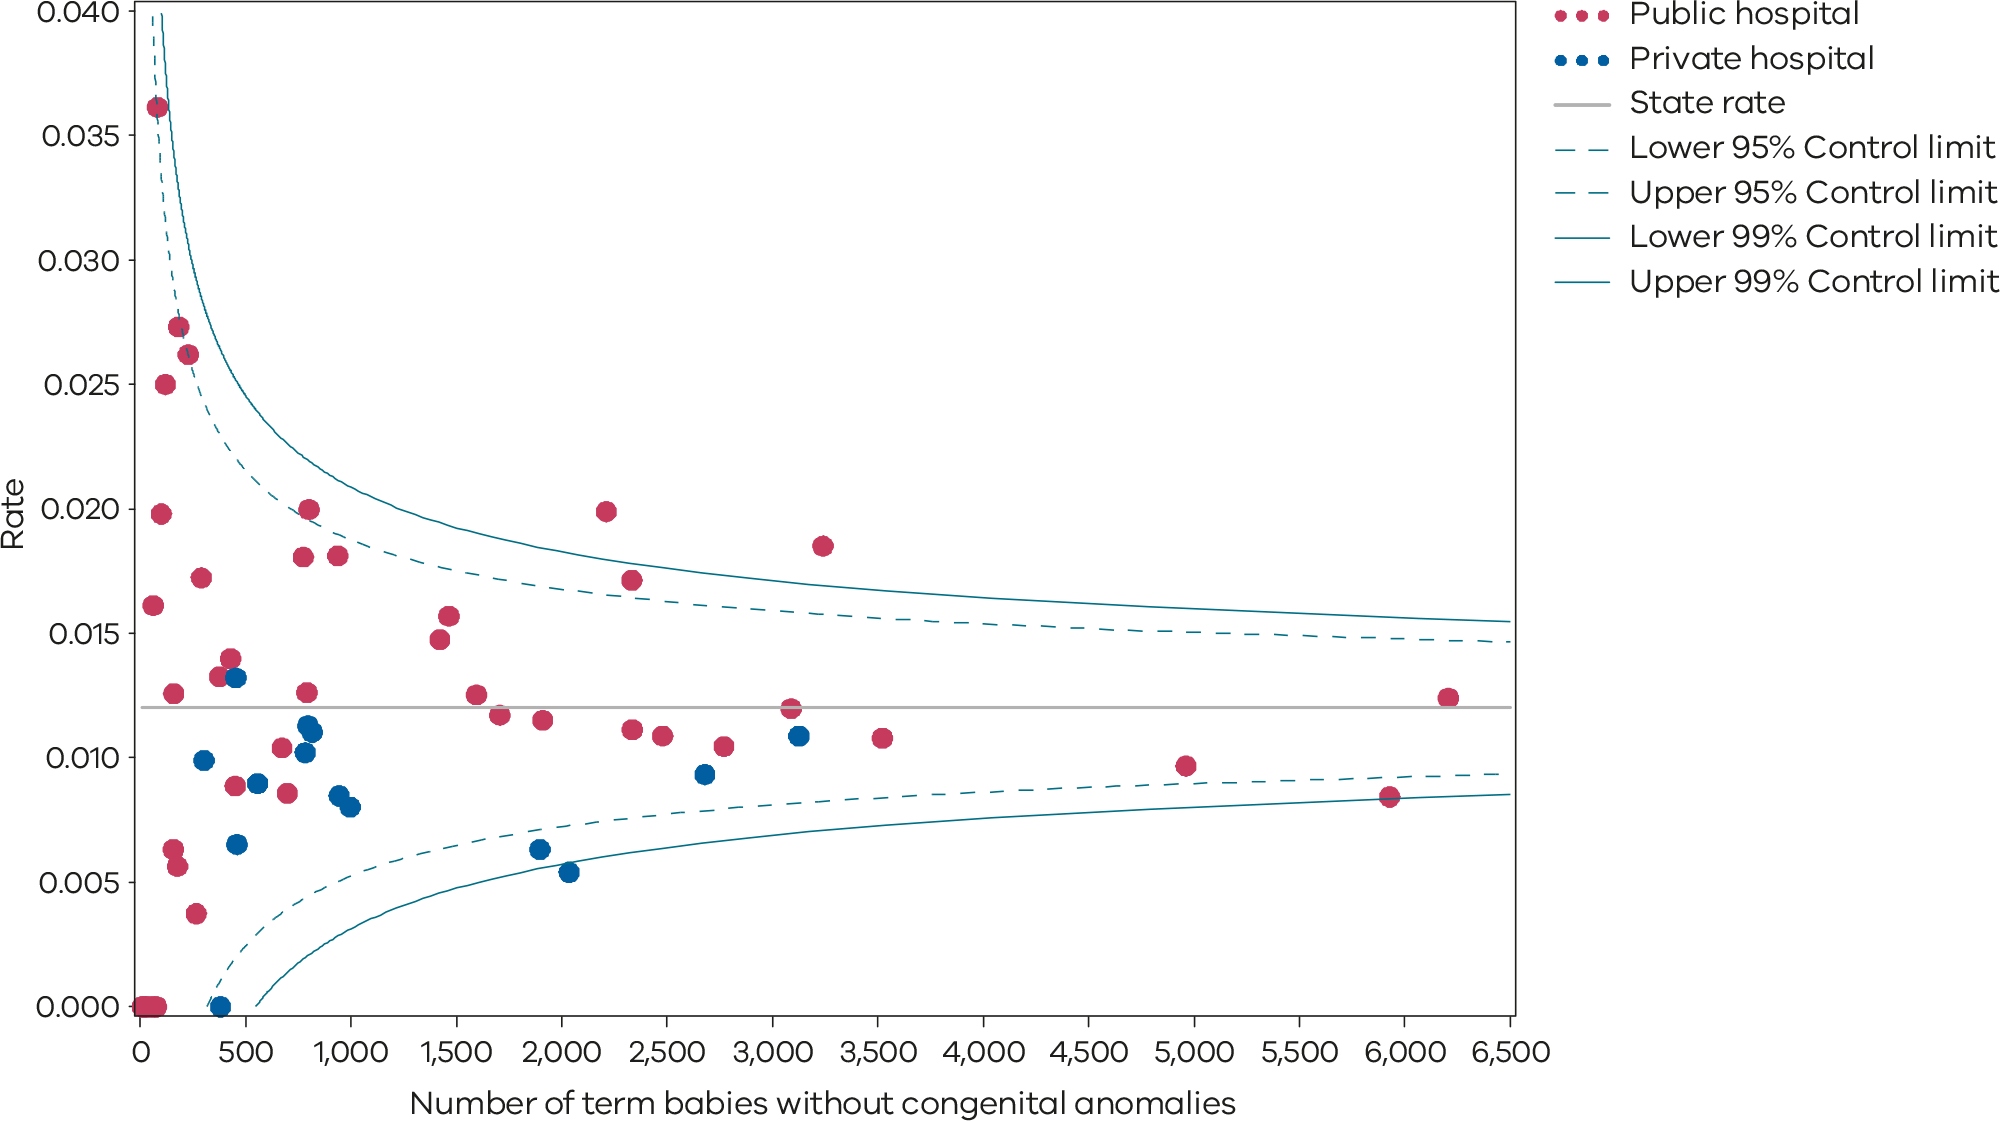 0.040
0.035
0.030
0.025
0.020
0.015
0.010
0.005
0.000
Rate
0 500 1,000 1,500 2,000 2,500 3,000 3,500 4,000 4,500 5,000 5,500 6,000 6,500
Number of term babies without congenital anomalies
Public hospital
Private hospital
State rate
Lower 95% Control limit
Upper 95% Control limit
Lower 99% Control limit
Upper 99% Control limit